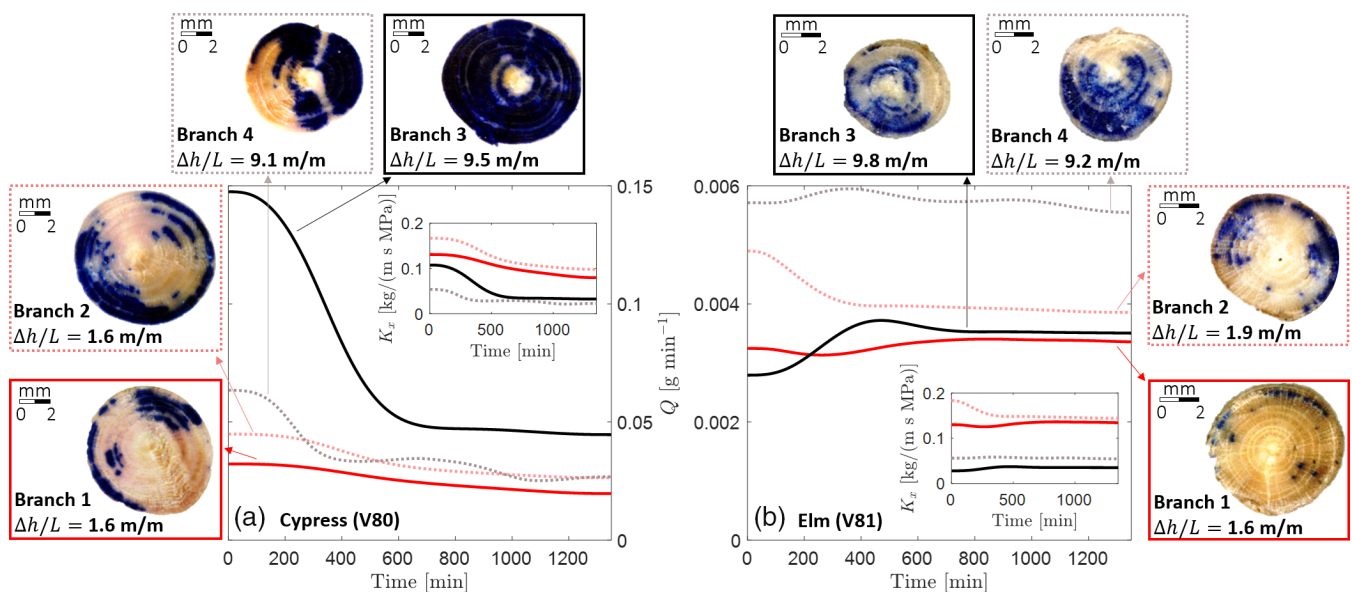 mm
0 2
Branch 4
Δh/L = 9.1 m/m
mm
0 2
Branch 3
Δh/L = 9.5 m/m
mm
0 2
Branch 2
Δh/L = 1.6 m/m
mm
0 2
Branch 1
Δh/L = 1.6 m/m
0.15
0.1
0.05
0
Q [g min⁻¹]
0 200 400 600 800 1000 1200
Time [min]
(a) Cypress (V80)
K_x [kg/(m s MPa)]
0.2
0.1
0
0 500 1000
Time [min]
mm
0 2
Branch 3
Δh/L = 9.8 m/m
mm
0 2
Branch 4
Δh/L = 9.2 m/m
0.006
0.004
0.002
0
0 200 400 600 800 1000 1200
Time [min]
(b) Elm (V81)
K_x [kg/(m s MPa)]
0.2
0.1
0
0 500 1000
Time [min]
mm
0 2
Branch 2
Δh/L = 1.9 m/m
mm
0 2
Branch 1
Δh/L = 1.6 m/m